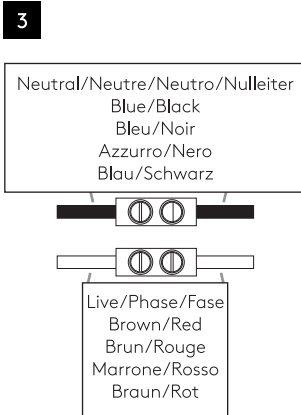 3
Neutral/Neutre/Neutro/Nulleiter
Blue/Black
Bleu/Noir
Azzurro/Nero
Blau/Schwarz
Live/Phase/Fase
Brown/Red
Brun/Rouge
Marrone/Rosso
Braun/Rot